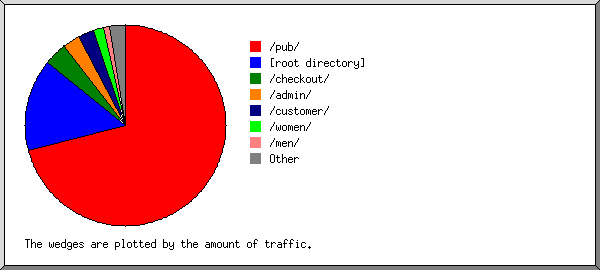 /pub/
[root directory]
/checkout/
/admin/
/customer/
/women/
/men/
Other
The wedges are plotted by the amount of traffic.